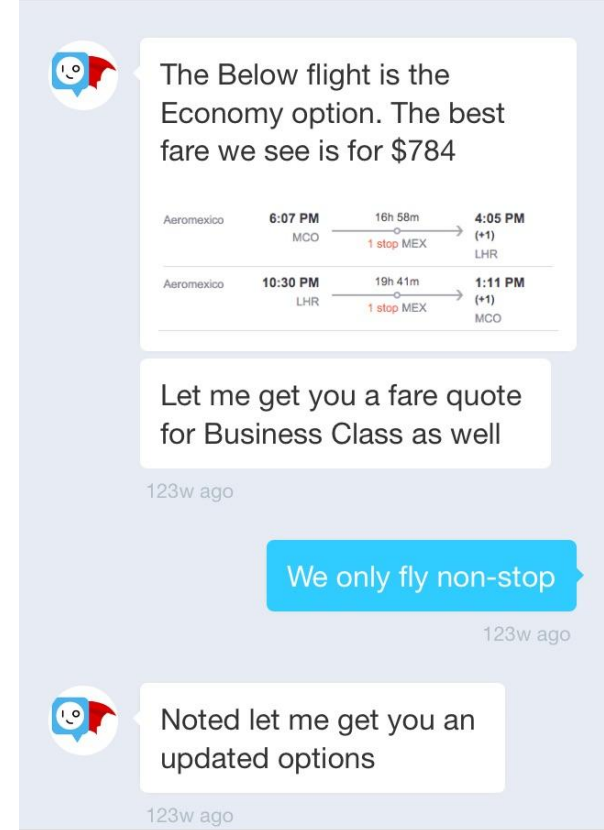 The Below flight is the
Economy option. The best
fare we see is for $784
Aeromexico 6:07 PM 16h 58m 4:05 PM
MCO 1 stop MEX (+1)
LHR
Aeromexico 10:30 PM 19h 41m 1:11 PM
LHR 1 stop MEX (+1)
MCO
Let me get you a fare quote
for Business Class as well
123w ago
We only fly non-stop
123w ago
Noted let me get you an
updated options
123w ago